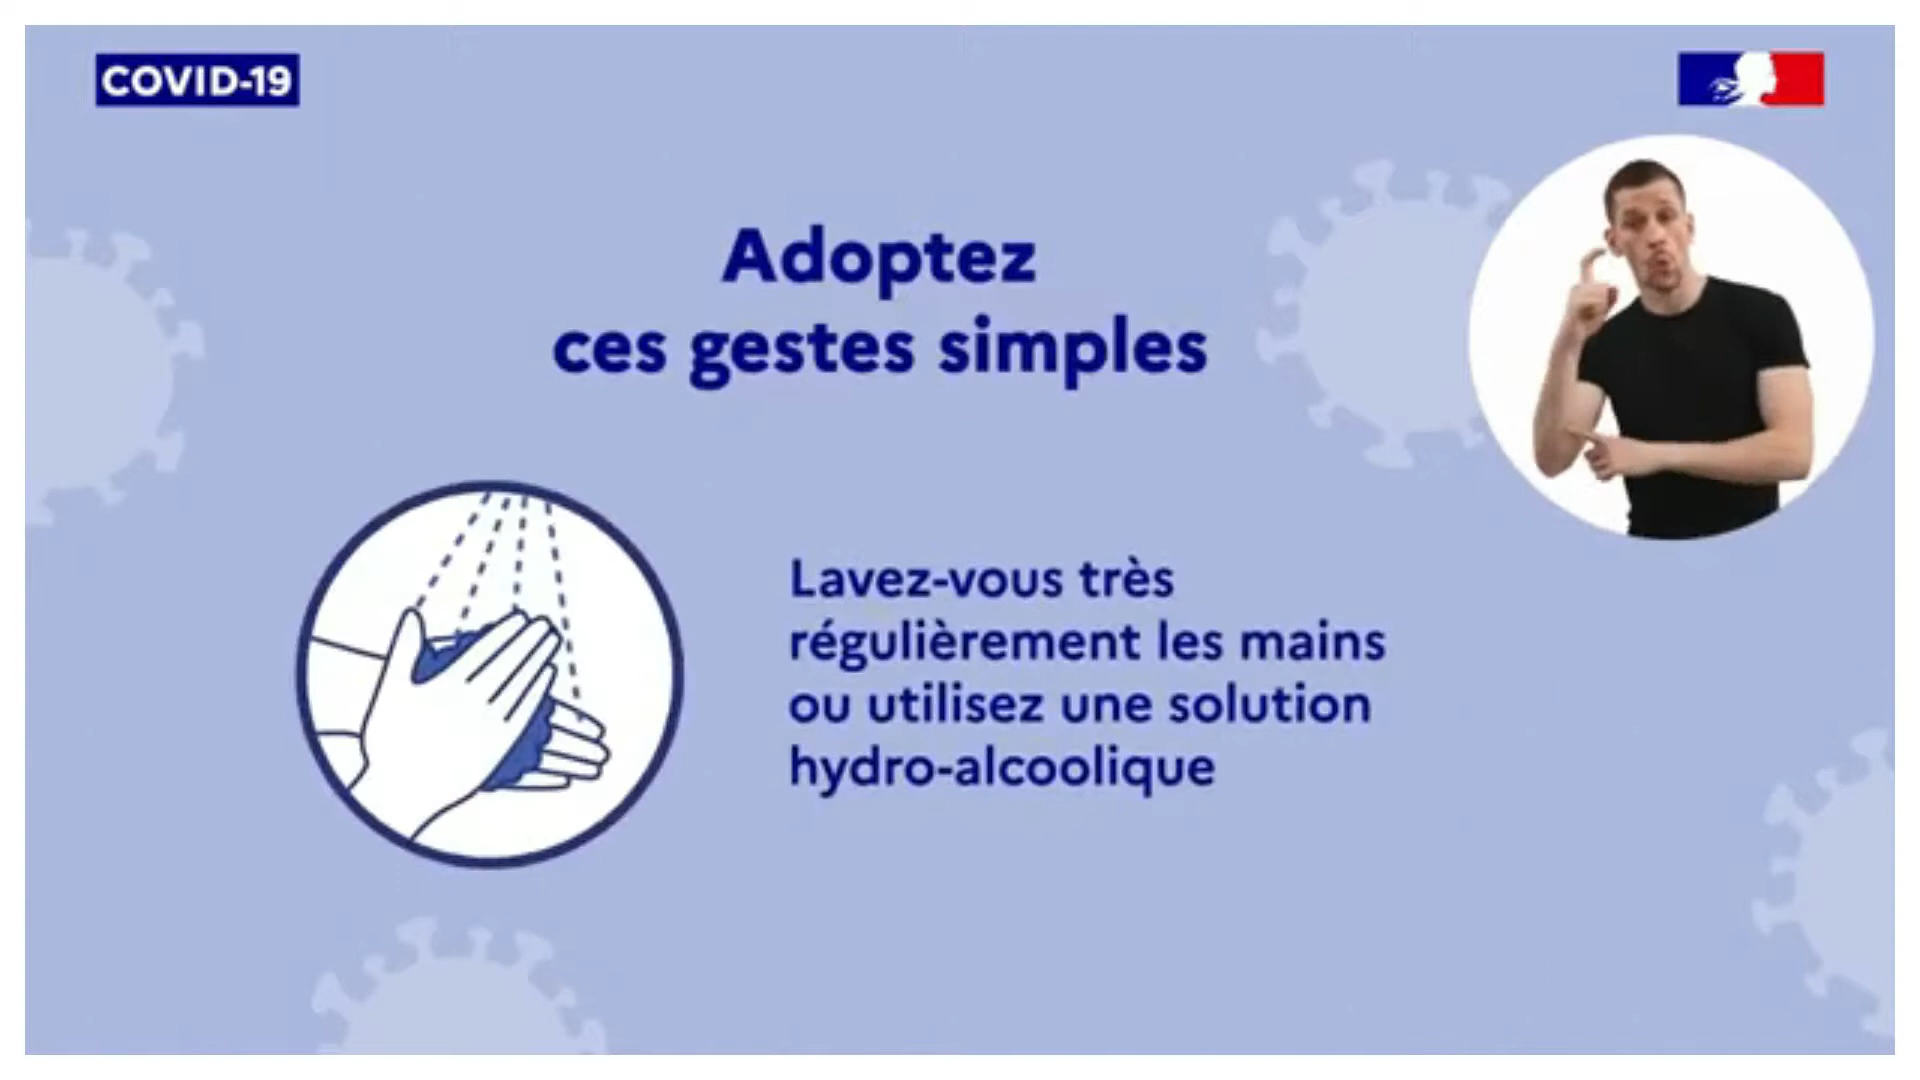 COVID-19
Adoptez
ces gestes simples
Lavez-vous très
régulièrement les mains
ou utilisez une solution
hydro-alcoolique